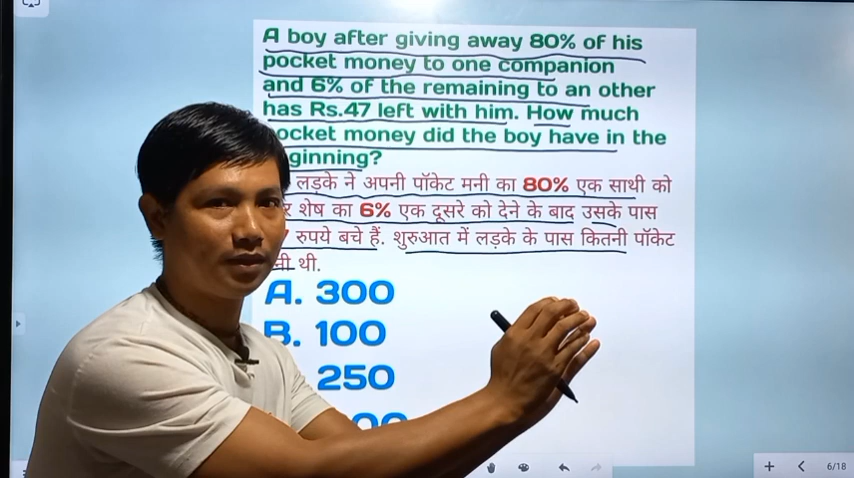 A boy after giving away 80% of his
pocket money to one companion
and 6% of the remaining to an other
has Rs.47 left with him. How much
pocket money did the boy have in the
ginning?
लड़के ने अपनी पॉकेट मनी का 80% एक साथी को
शेष का 6% एक दूसरे को देने के बाद उसके पास
रुपये बचे हैं. शुरुआत में लड़के के पास कितनी पॉकेट
नी थी.
A. 300
B. 100
250
00
6/18